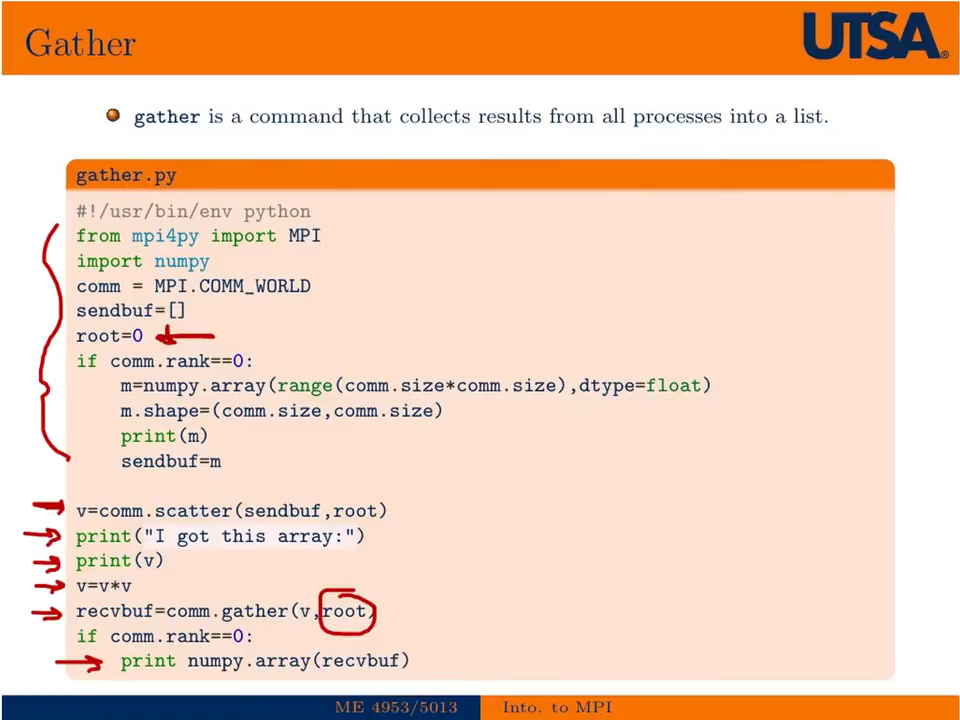 Gather
UTSA®
gather is a command that collects results from all processes into a list.
gather.py
#!/usr/bin/env python
from mpi4py import MPI
import numpy
comm = MPI.COMM_WORLD
sendbuf=[]
root=0
if comm.rank==0:
    m=numpy.array(range(comm.size*comm.size),dtype=float)
    m.shape=(comm.size,comm.size)
    print(m)
    sendbuf=m
v=comm.scatter(sendbuf,root)
print("I got this array:")
print(v)
v=v*v
recvbuf=comm.gather(v,root)
if comm.rank==0:
    print numpy.array(recvbuf)
ME 4953/5013 Into. to MPI